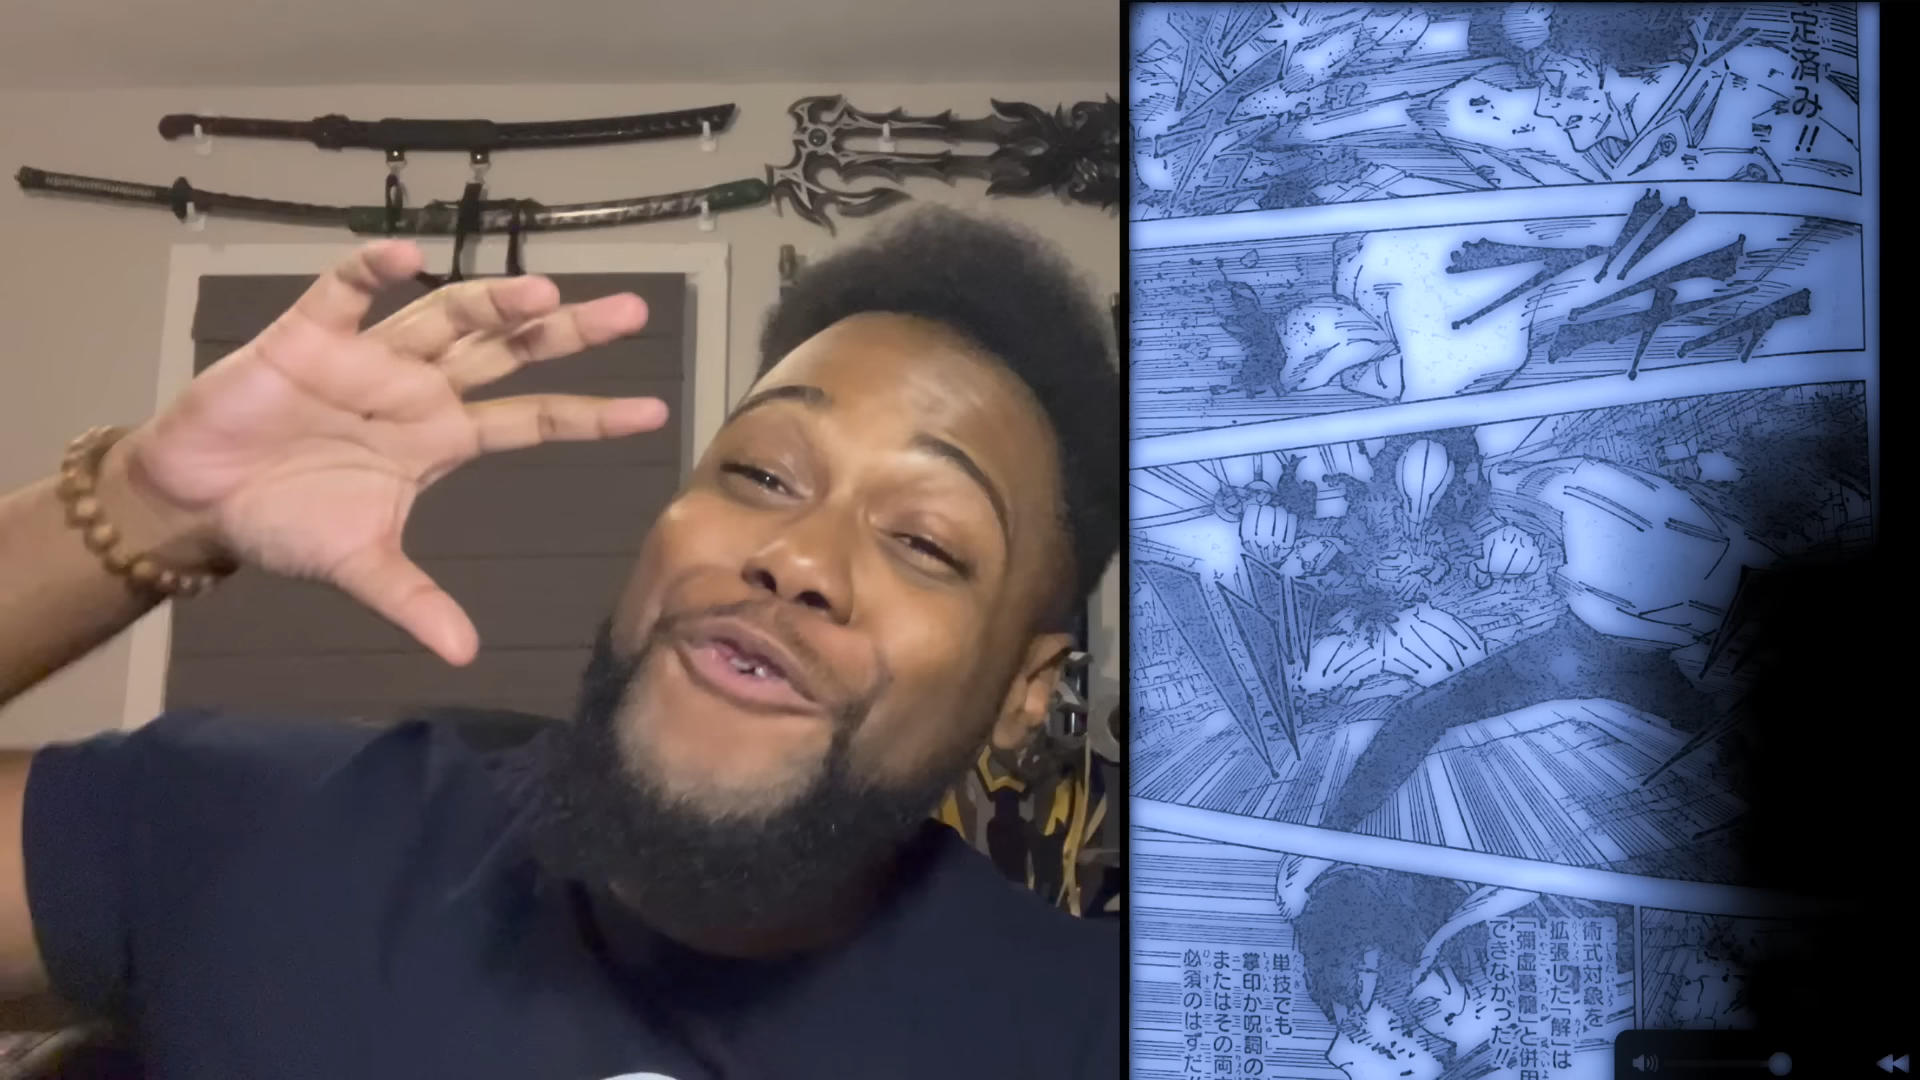 定済み!!
術式対象を
拡張した「解」は
「彌虚葛籠」と併用
できなかった!!
単技でも
掌印か呪詞の
またはその両
必須のはずだ!!